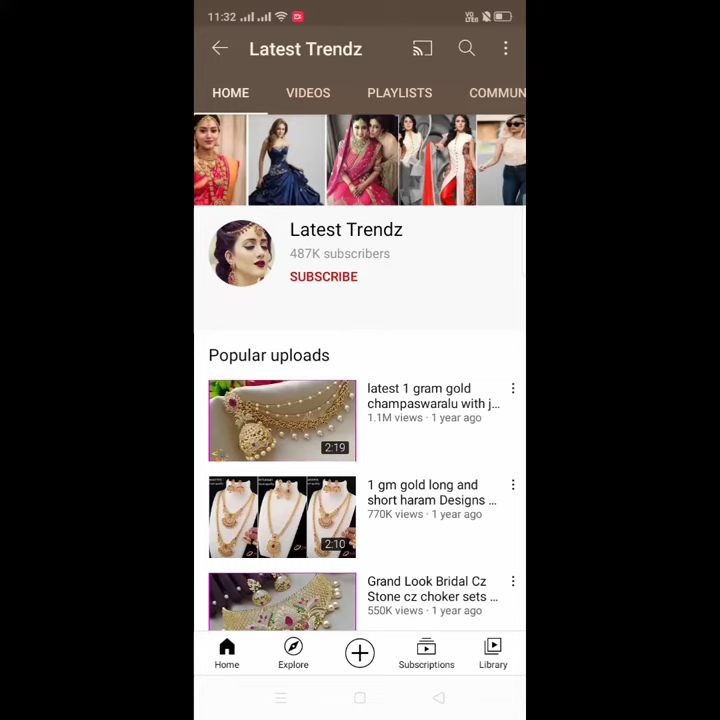 11:32
VO
LTE2
Latest Trendz
HOME VIDEOS PLAYLISTS COMMUN
Latest Trendz
487K subscribers
SUBSCRIBE
Popular uploads
latest 1 gram gold
champaswaralu with j...
1.1M views · 1 year ago
2:19
1 gm gold long and
short haram Designs ...
770K views · 1 year ago
2:10
Grand Look Bridal Cz
Stone cz choker sets ...
550K views · 1 year ago
Home Explore Subscriptions Library